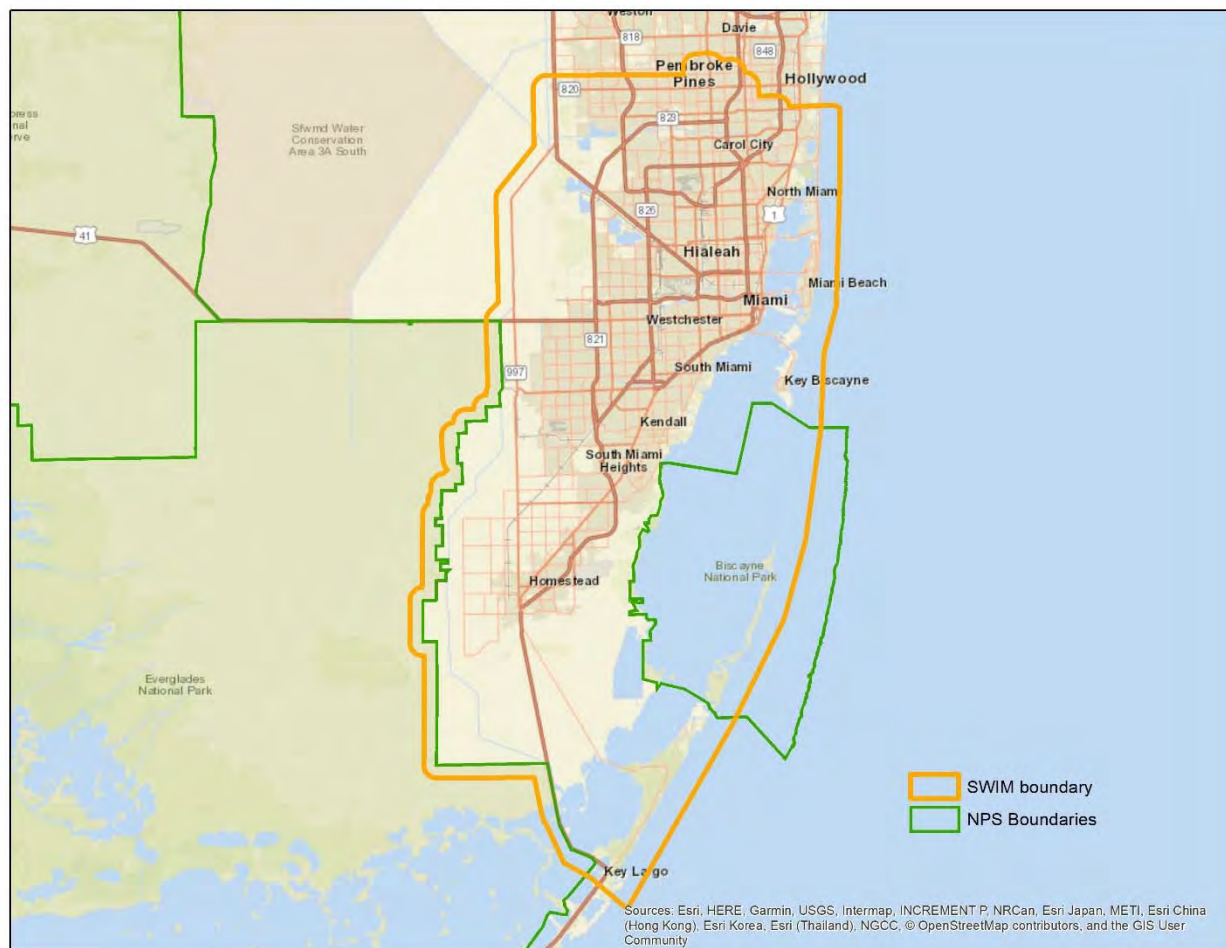 Weston
Davie
818
848
Pembroke
Pines
Hollywood
820
823
Sfwmd Water
Conservation
Area 3A South
press
nal
rve
Carol City
North Miam
826
1
41
Hialeah
Miami Beach
Miami
Westchester
821
997
South Miami
Key Biscayne
Kendall
South Miami
Heights
Biscayne
National Park
Homestead
Everglades
National Park
SWIM boundary
NPS Boundaries
Key Largo
Sources: Esri, HERE, Garmin, USGS, Intermap, INCREMENT P, NRCan, Esri Japan, METI, Esri China
(Hong Kong), Esri Korea, Esri (Thailand), NGCC, © OpenStreetMap contributors, and the GIS User
Community